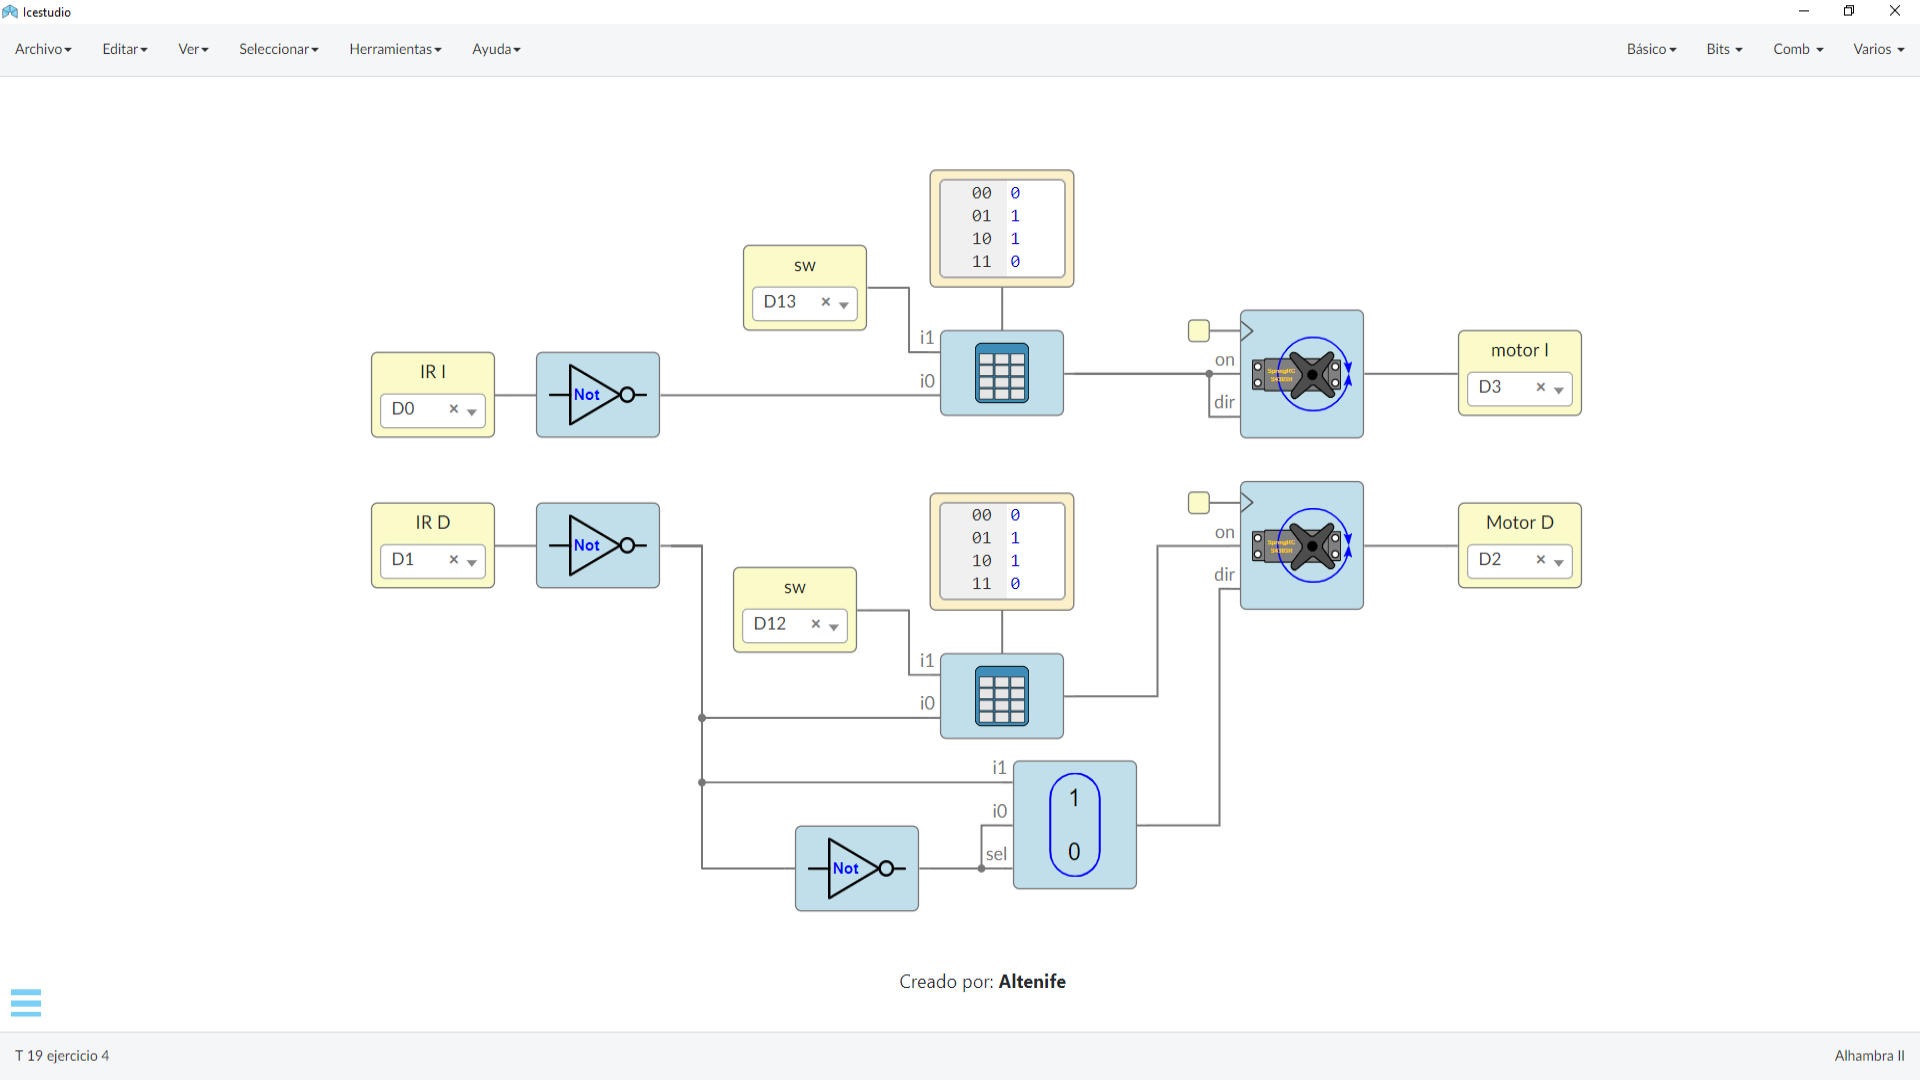 Icestudio
Archivo Editar Ver Seleccionar Herramientas Ayuda Básico Bits Comb Varios
00 0
01 1
10 1
11 0
sw
D13 ×
i1
i0
IR I
D0 ×
Not
on
dir
SpringRC
SM-4303R
motor I
D3 ×
IR D
D1 ×
Not
00 0
01 1
10 1
11 0
sw
D12 ×
i1
i0
on
dir
Motor D
D2 ×
i1
i0
sel
1
0
Not
Creado por: Altenife
T 19 ejercicio 4
Alhambra II